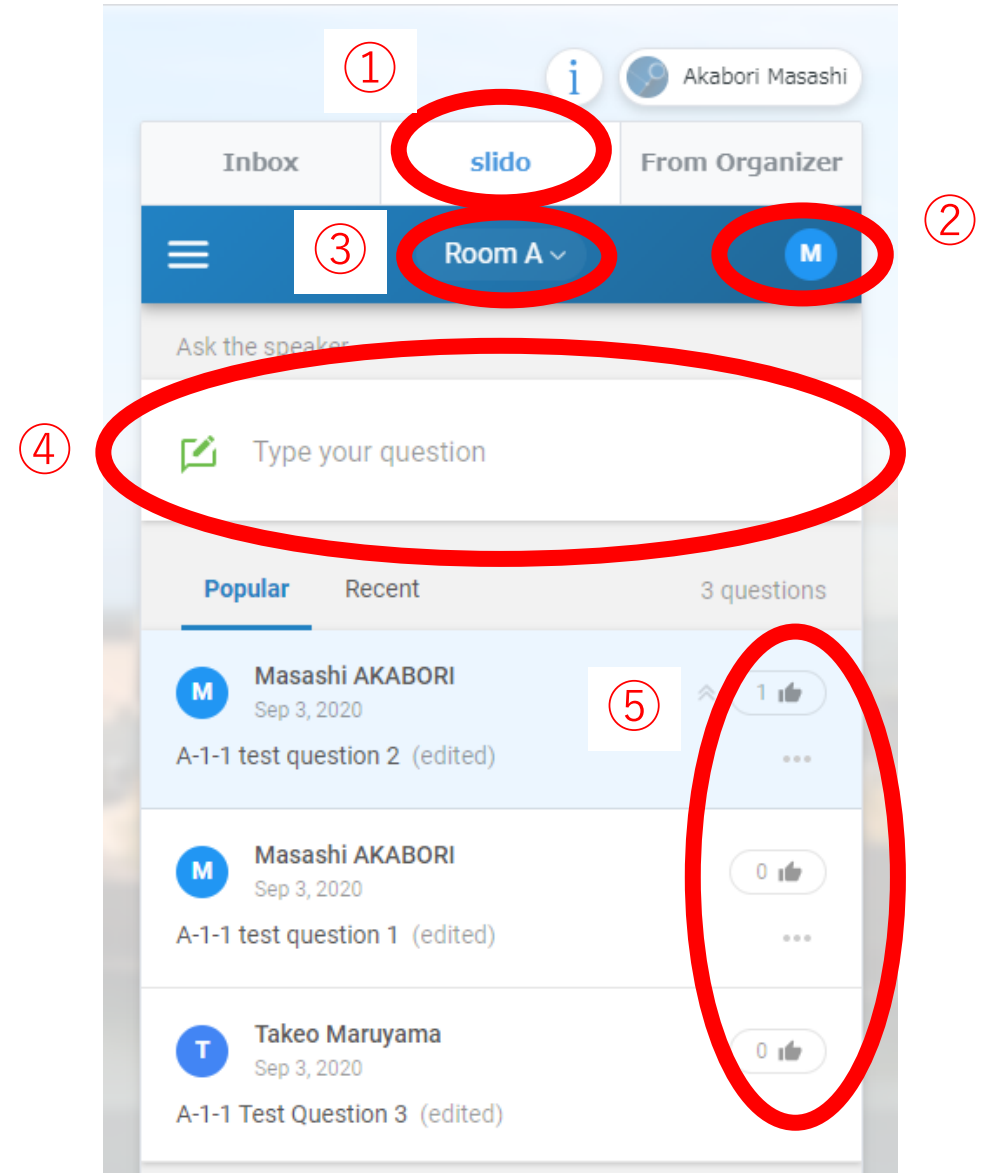 ①
i Akabori Masashi
Inbox slido From Organizer
②
③ Room A M
Ask the speaker
④ Type your question
Popular Recent 3 questions
M Masashi AKABORI ⑤ 1
Sep 3, 2020
A-1-1 test question 2 (edited)
M Masashi AKABORI 0
Sep 3, 2020
A-1-1 test question 1 (edited)
T Takeo Maruyama 0
Sep 3, 2020
A-1-1 Test Question 3 (edited)